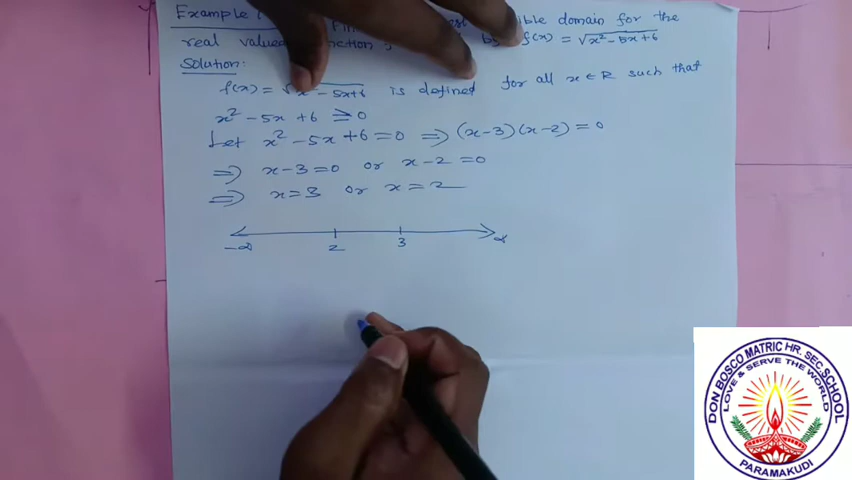 Example
ible domain for the
real f(x) = √x² - 5x + 6
Solution:
f(x) = √x² - 5x + 6 is defined for all x ∈ R such that
x² - 5x + 6 ≥ 0
Let x² - 5x + 6 = 0 ⟹ (x-3)(x-2) = 0
⟹ x - 3 = 0 or x - 2 = 0
⟹ x = 3 or x = 2
-∞ 2 3 ∞
DON BOSCO MATRIC HR. SEC. SCHOOL
LOVE & SERVE THE WORLD
PARAMAKUDI